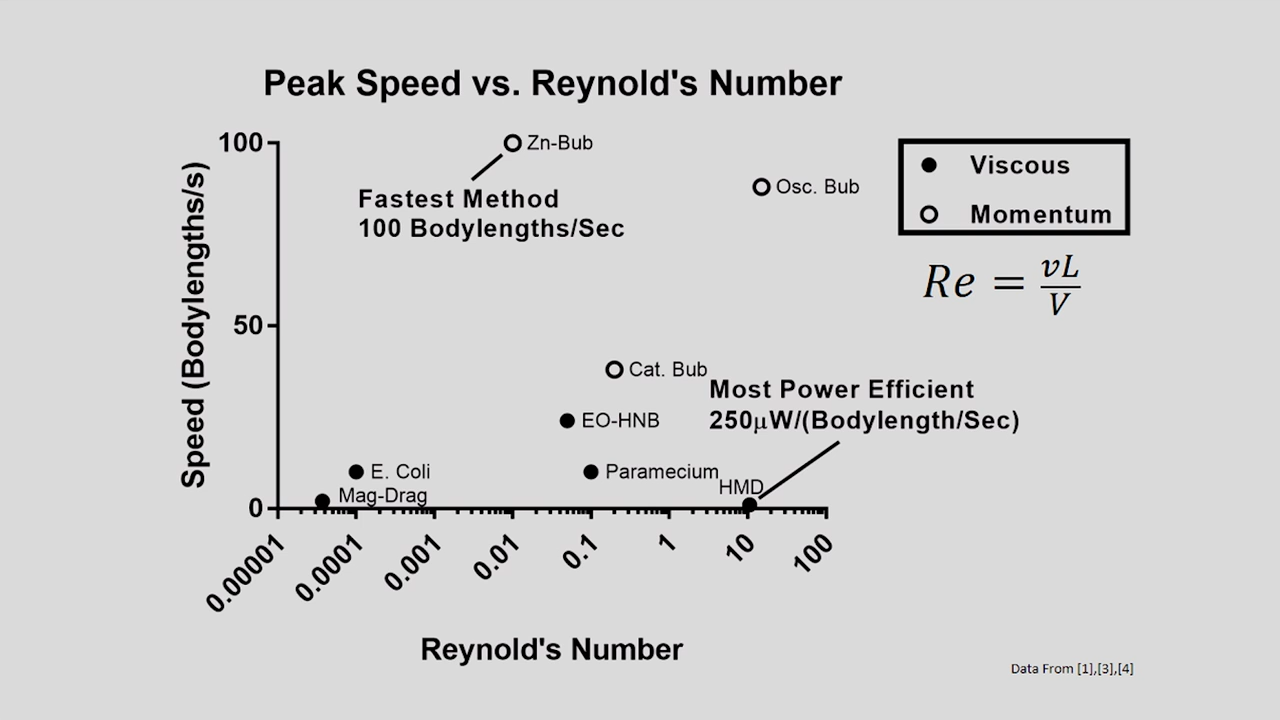 Peak Speed vs. Reynold's Number
100
Zn-Bub
Fastest Method
100 Bodylengths/Sec
Osc. Bub
Viscous
Momentum
Re = vL/V
Speed (Bodylengths/s)
50
Cat. Bub
Most Power Efficient
250µW/(Bodylength/Sec)
EO-HNB
E. Coli
Paramecium
HMD
Mag-Drag
0
0.00001
0.0001
0.001
0.01
0.1
1
10
100
Reynold's Number
Data From [1],[3],[4]